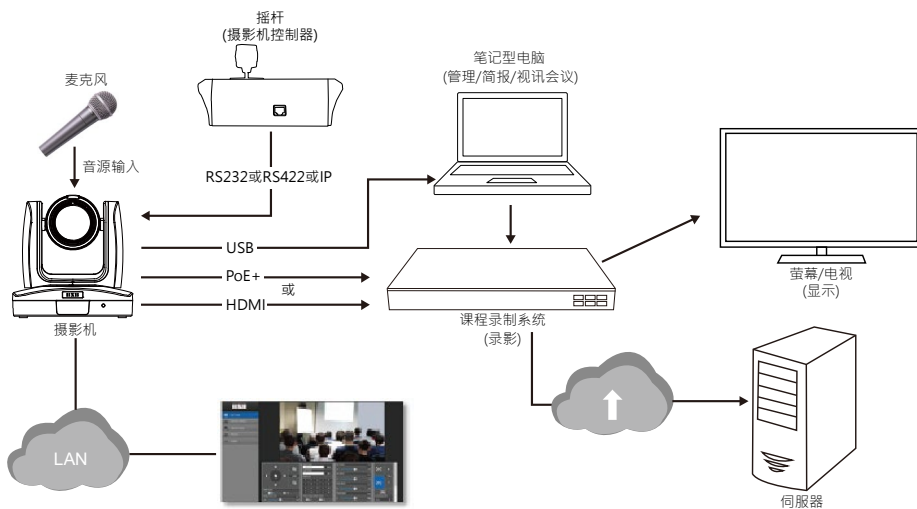 摇杆
(摄影机控制器)
笔记型电脑
(管理/简报/视讯会议)
麦克风
音源输入
RS232或RS422或IP
USB
PoE+
或
HDMI
摄影机
课程录制系统
(录影)
萤幕/电视
(显示)
LAN
伺服器